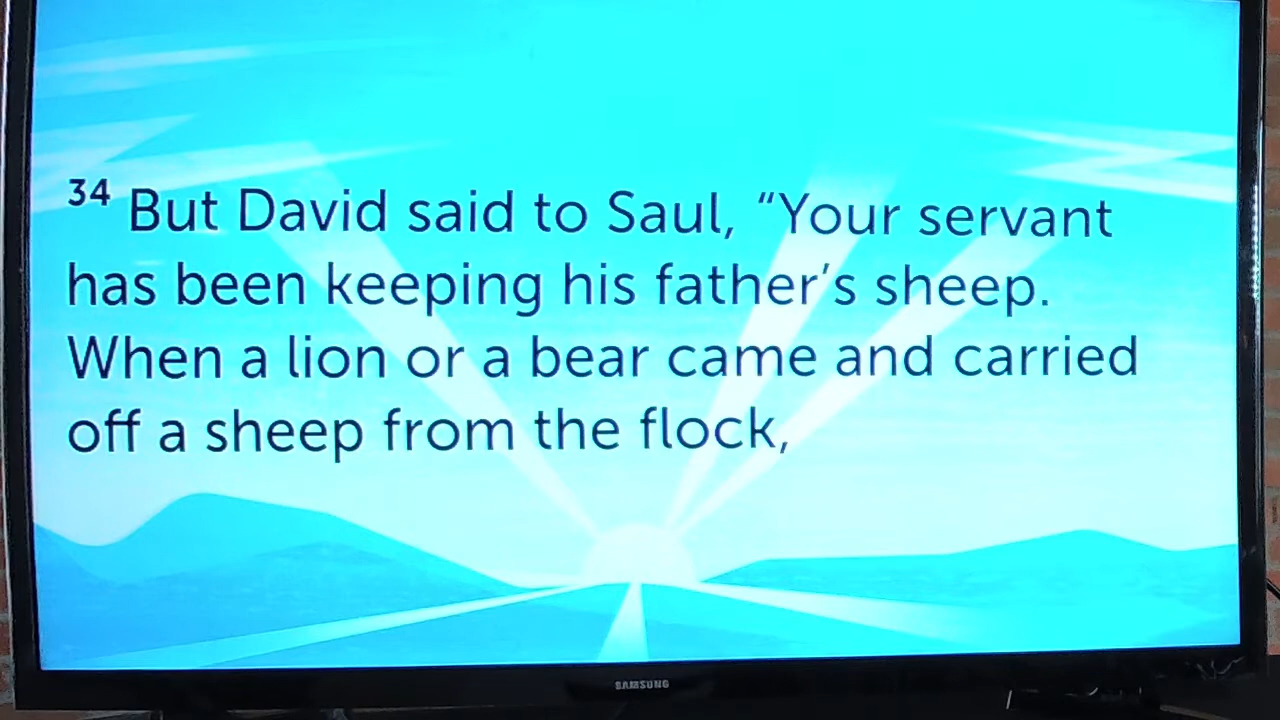 34 But David said to Saul, “Your servant
has been keeping his father’s sheep.
When a lion or a bear came and carried
off a sheep from the flock,
SAMSUNG